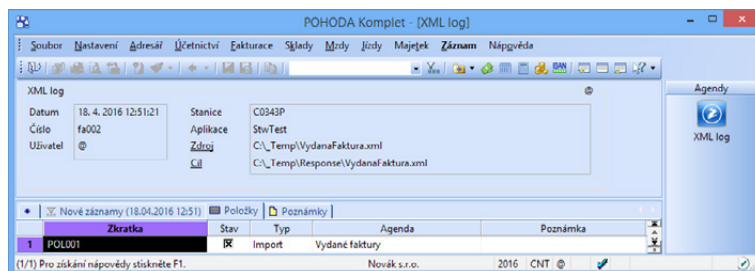 POHODA Komplet - [XML log]
Soubor Nastavení Adresář Účetnictví Fakturace Sklady Mzdy Jízdy Majetek Záznam Nápověda
IBAN
XML log @ Agendy
Datum 18. 4. 2016 12:51:21 Stanice C0343P
Číslo fa002 Aplikace StwTest
Uživatel @ Zdroj C:\_Temp\VydanaFaktura.xml
XML log
Cíl C:\_Temp\Response\VydanaFaktura.xml
Nové záznamy (18.04.2016 12:51) Položky Poznámky
Zkratka Stav Typ Agenda Poznámka
1 POL001 Import Vydané faktury
(1/1) Pro získání nápovědy stiskněte F1. Novák s.r.o. 2016 CNT @